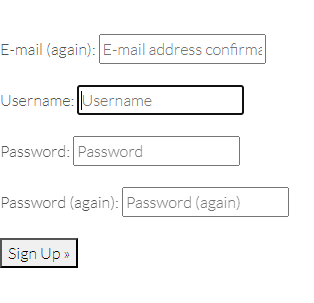 E-mail (again): E-mail address confirma
Username: Username
Password: Password
Password (again): Password (again)
Sign Up »